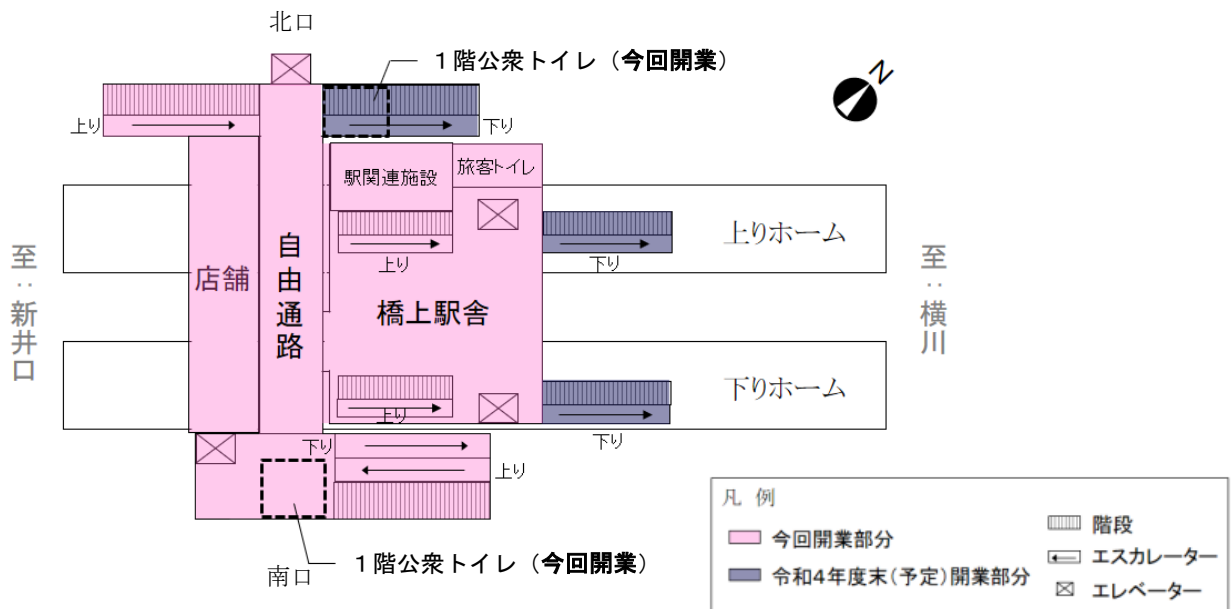 北口
1階公衆トイレ（今回開業）
N
上り
下り
駅関連施設
旅客トイレ
上り
下り
上りホーム
至：新井口
店舗
自由通路
橋上駅舎
至：横川
上り
下り
下りホーム
下り
上り
南口
1階公衆トイレ（今回開業）
凡 例
今回開業部分
令和4年度末(予定)開業部分
階段
エスカレーター
エレベーター